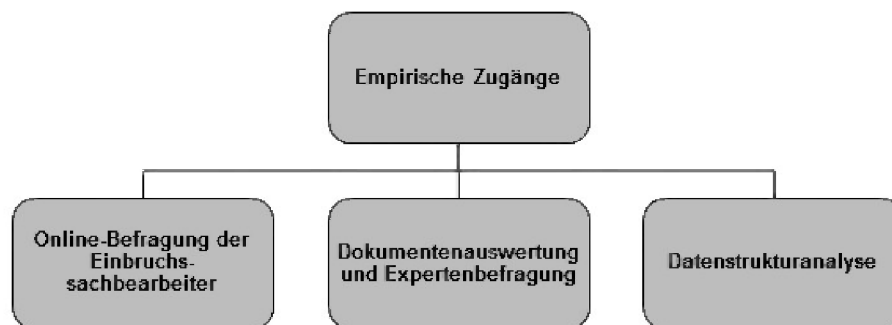 Empirische Zugänge
Online-Befragung der
Einbruchs-
sachbearbeiter
Dokumentenauswertung
und Expertenbefragung
Datenstrukturanalyse